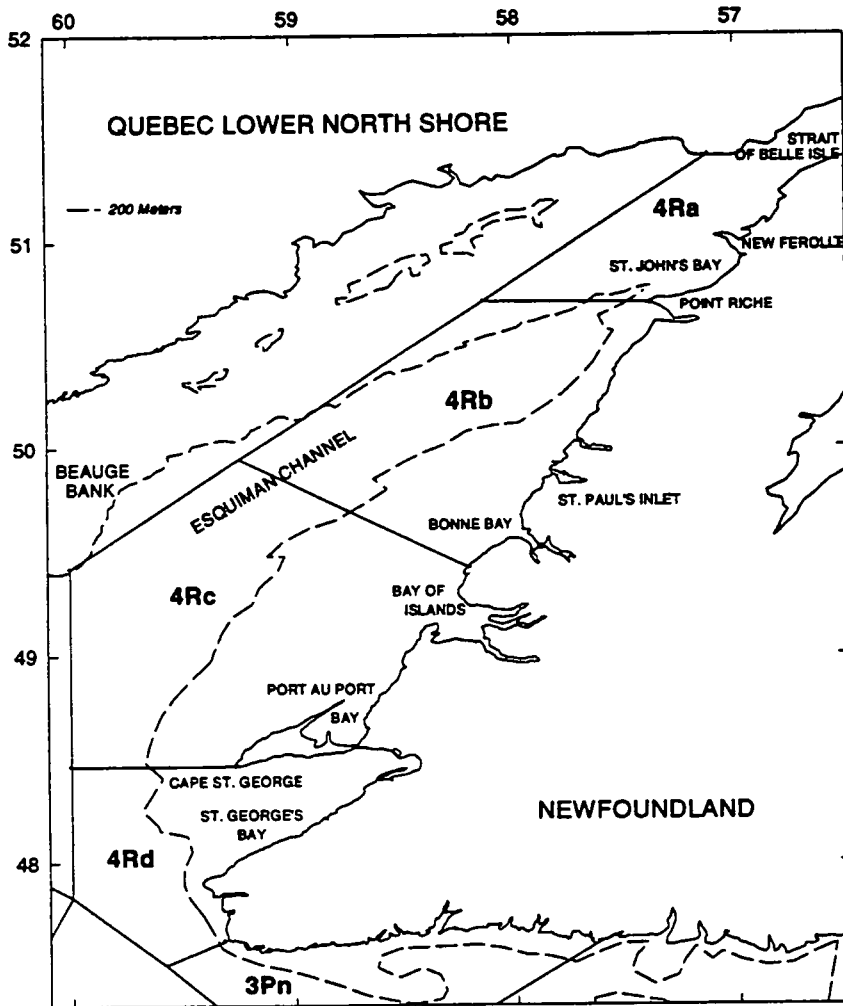 60 59 58 57
52
QUEBEC LOWER NORTH SHORE
STRAIT
OF BELLE ISLE
200 Meters
4Ra
51
NEW FEROLLE
ST. JOHN'S BAY
POINT RICHE
4Rb
50
BEAUGE
BANK
ESQUIMAN CHANNEL
ST. PAUL'S INLET
BONNE BAY
4Rc
BAY OF
ISLANDS
49
PORT AU PORT
BAY
CAPE ST. GEORGE
ST. GEORGE'S
BAY
NEWFOUNDLAND
4Rd
48
3Pn